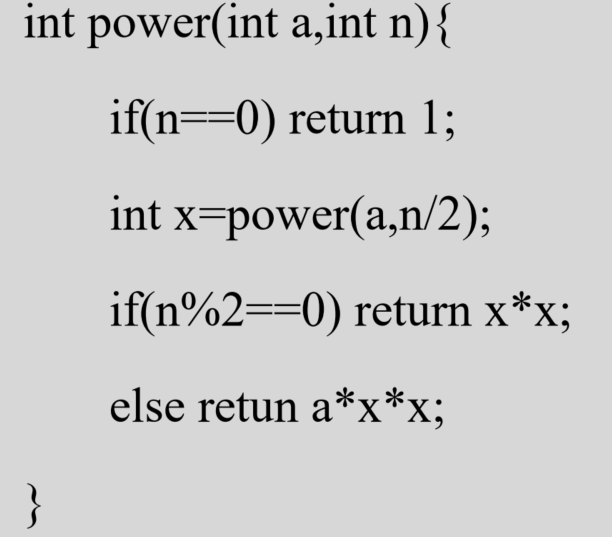 int power(int a,int n){
if(n==0) return 1;
int x=power(a,n/2);
if(n%2==0) return x*x;
else retun a*x*x;
}